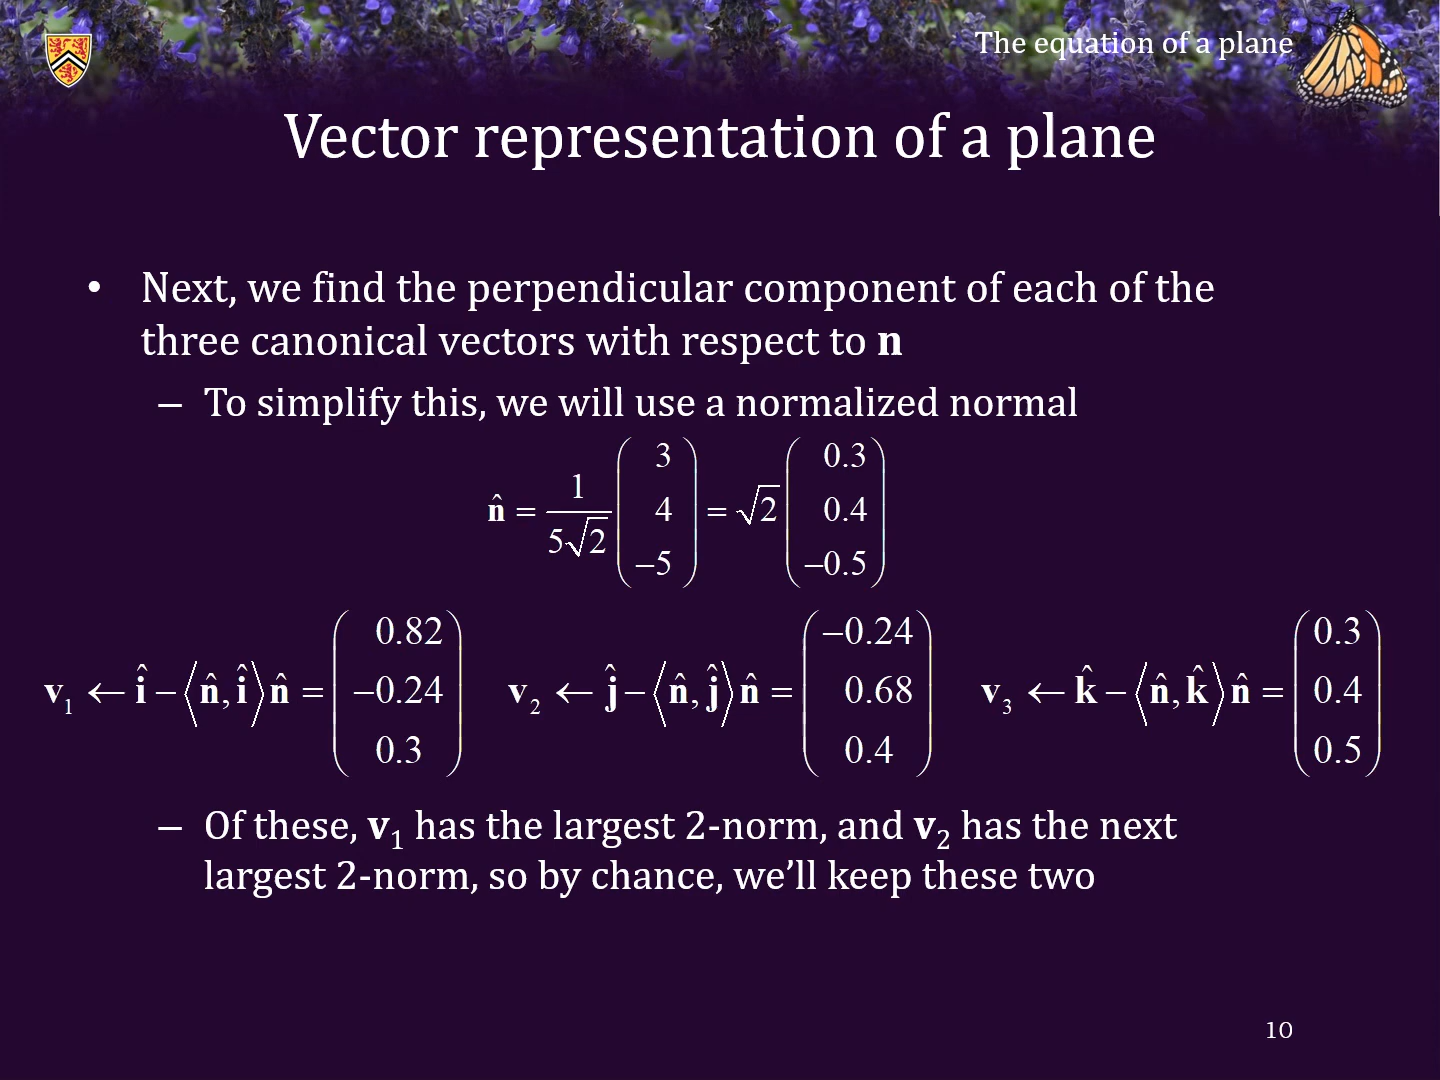 The equation of a plane
Vector representation of a plane
• Next, we find the perpendicular component of each of the
three canonical vectors with respect to n
– To simplify this, we will use a normalized normal
n̂ = 1/(5√2) (3, 4, −5) = √2 (0.3, 0.4, −0.5)
v₁ ← î − ⟨n̂, î⟩ n̂ = (0.82, −0.24, 0.3) v₂ ← ĵ − ⟨n̂, ĵ⟩ n̂ = (−0.24, 0.68, 0.4) v₃ ← k̂ − ⟨n̂, k̂⟩ n̂ = (0.3, 0.4, 0.5)
– Of these, v₁ has the largest 2-norm, and v₂ has the next
largest 2-norm, so by chance, we’ll keep these two
10